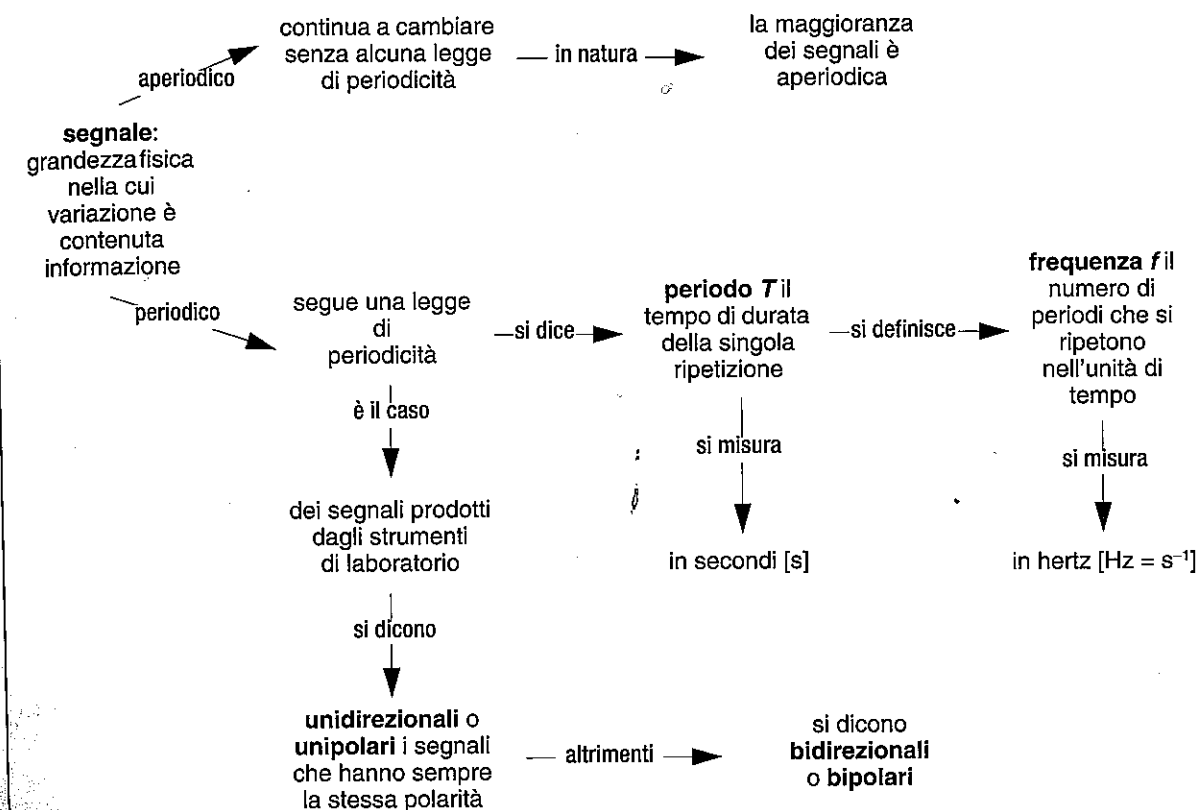 continua a cambiare
senza alcuna legge
di periodicità
in natura
la maggioranza
dei segnali è
aperiodica
aperiodico
segnale:
grandezza fisica
nella cui
variazione è
contenuta
informazione
periodico
segue una legge
di
periodicità
si dice
periodo T il
tempo di durata
della singola
ripetizione
si definisce
frequenza f il
numero di
periodi che si
ripetono
nell'unità di
tempo
è il caso
si misura
si misura
dei segnali prodotti
dagli strumenti
di laboratorio
in secondi [s]
in hertz [Hz = s⁻¹]
si dicono
unidirezionali o
unipolari i segnali
che hanno sempre
la stessa polarità
altrimenti
si dicono
bidirezionali
o bipolari